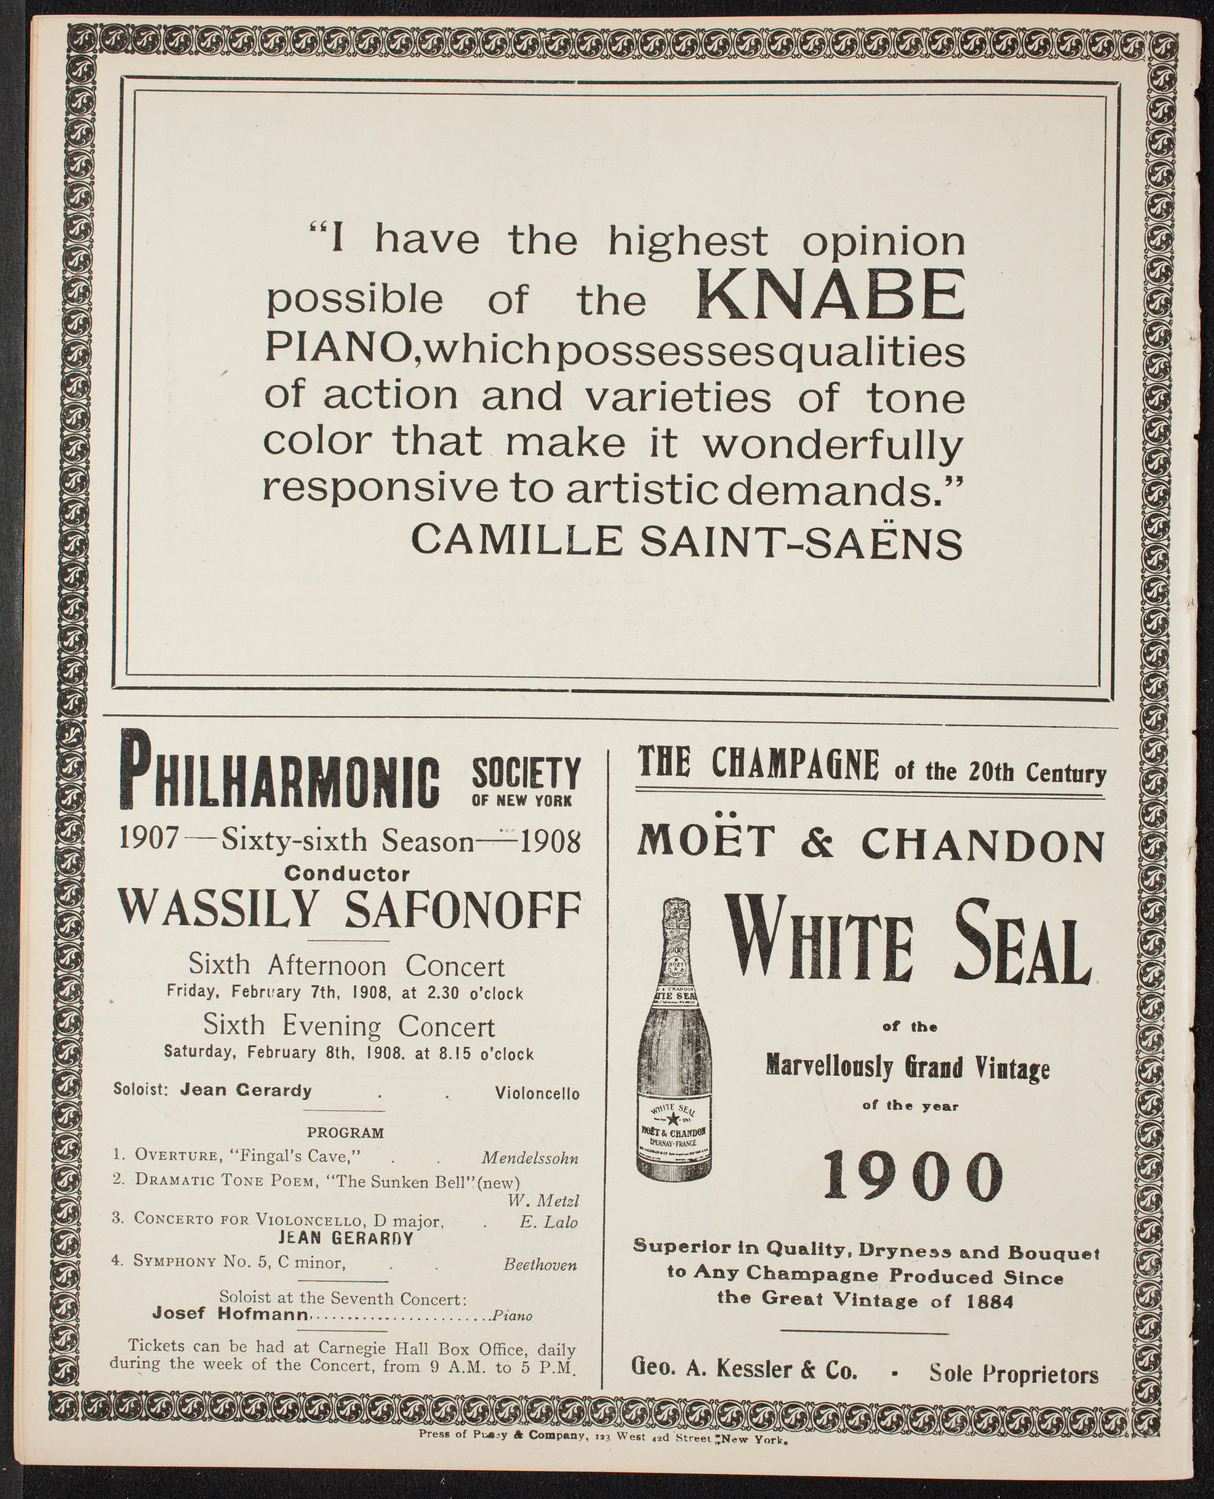 “I have the highest opinion
possible of the KNABE
PIANO, which possesses qualities
of action and varieties of tone
color that make it wonderfully
responsive to artistic demands.”
CAMILLE SAINT-SAËNS
PHILHARMONIC SOCIETY
OF NEW YORK
1907—Sixty-sixth Season—1908
Conductor
WASSILY SAFONOFF
Sixth Afternoon Concert
Friday, February 7th, 1908, at 2.30 o'clock
Sixth Evening Concert
Saturday, February 8th, 1908. at 8.15 o'clock
Soloist: Jean Gerardy . . Violoncello
PROGRAM
1. OVERTURE, “Fingal's Cave,” . . Mendelssohn
2. DRAMATIC TONE POEM, “The Sunken Bell” (new)
W. Metzl
3. CONCERTO FOR VIOLONCELLO, D major, . E. Lalo
JEAN GERARDY
4. SYMPHONY No. 5, C minor, . . Beethoven
Soloist at the Seventh Concert:
Josef Hofmann........................Piano
Tickets can be had at Carnegie Hall Box Office, daily
during the week of the Concert, from 9 A.M. to 5 P.M.
THE CHAMPAGNE of the 20th Century
MOËT & CHANDON
WHITE SEAL
of the
Marvellously Grand Vintage
of the year
1900
WHITE SEAL
MOËT & CHANDON
EPERNAY-FRANCE
Superior in Quality, Dryness and Bouquet
to Any Champagne Produced Since
the Great Vintage of 1884
Geo. A. Kessler & Co. - Sole Proprietors
Press of & Company, 123 West 42d Street, New York.